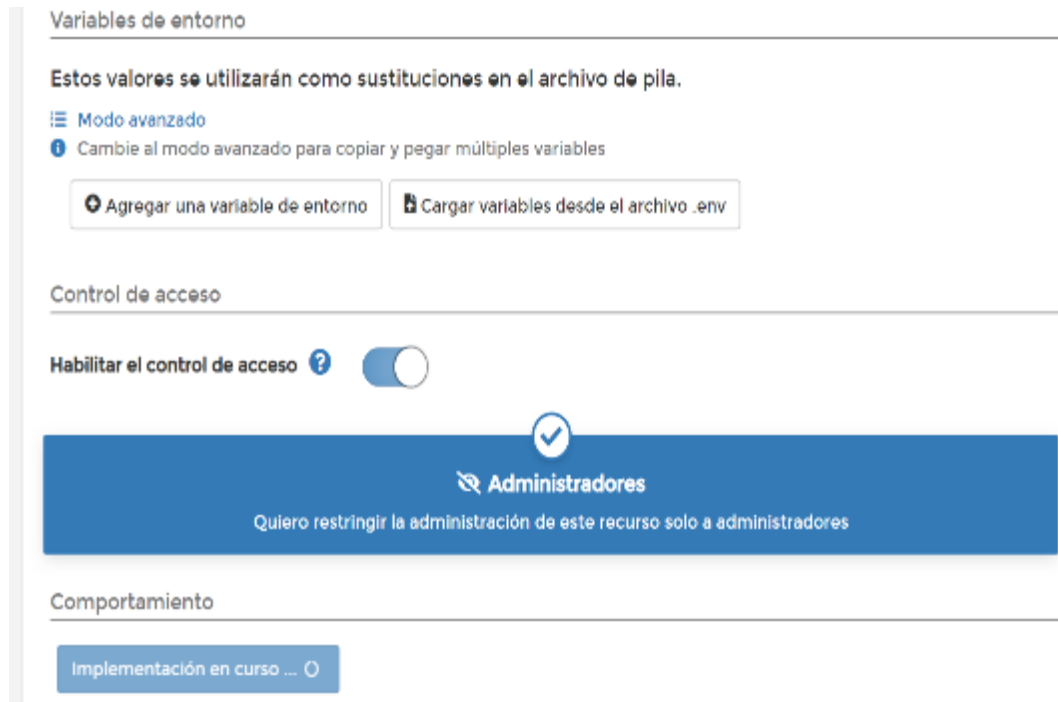 Variables de entorno
Estos valores se utilizarán como sustituciones en el archivo de pila.
Modo avanzado
Cambie al modo avanzado para copiar y pegar múltiples variables
Agregar una variable de entorno
Cargar variables desde el archivo .env
Control de acceso
Habilitar el control de acceso
Administradores
Quiero restringir la administración de este recurso solo a administradores
Comportamiento
Implementación en curso ...